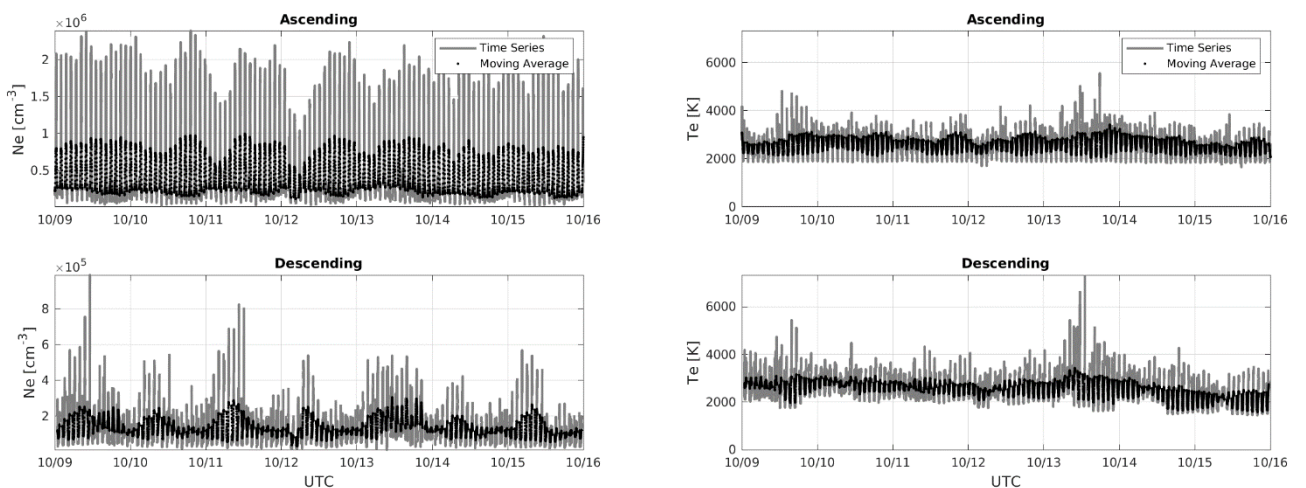 Ascending
×10⁶
Ne [cm⁻³]
2
1.5
1
0.5
Time Series
Moving Average
10/09 10/10 10/11 10/12 10/13 10/14 10/15 10/16
Ascending
Te [K]
6000
4000
2000
0
Time Series
Moving Average
10/09 10/10 10/11 10/12 10/13 10/14 10/15 10/16
Descending
×10⁵
Ne [cm⁻³]
8
6
4
2
10/09 10/10 10/11 10/12 10/13 10/14 10/15 10/16
UTC
Descending
Te [K]
6000
4000
2000
0
10/09 10/10 10/11 10/12 10/13 10/14 10/15 10/16
UTC